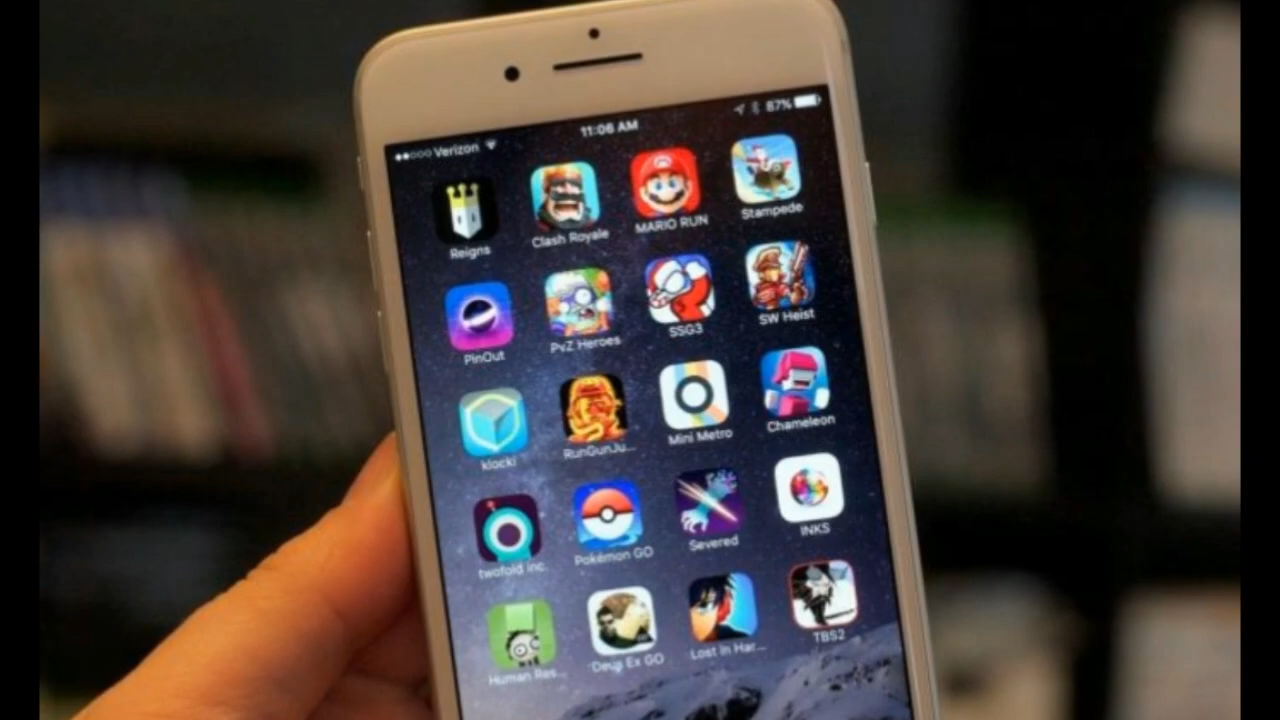 Verizon 11:06 AM 87%
Reigns Clash Royale MARIO RUN Stampede
PinOut PvZ Heroes SSG3 SW Heist
klocki RunGunJu... Mini Metro Chameleon
twofold inc. Pokémon GO Severed INKS
Human Res... Deus Ex GO Lost in Har... TBS2